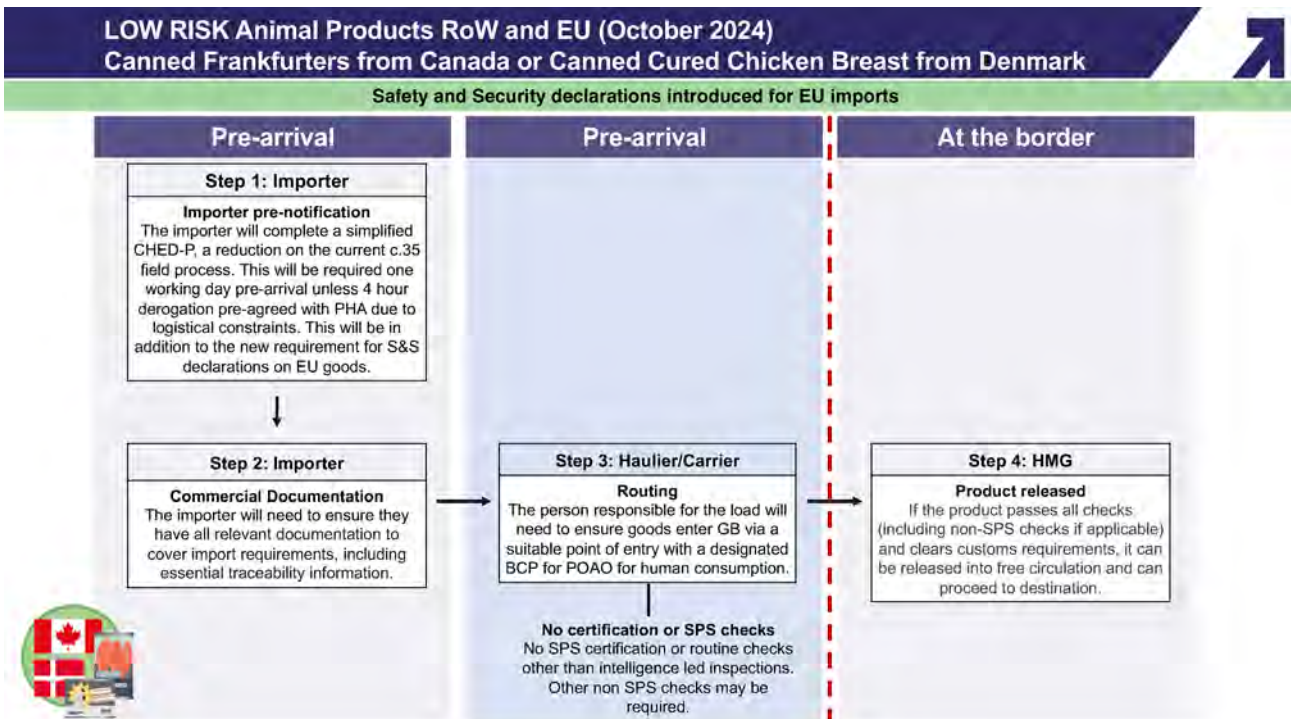 LOW RISK Animal Products RoW and EU (October 2024)
Canned Frankfurters from Canada or Canned Cured Chicken Breast from Denmark
Safety and Security declarations introduced for EU imports
Pre-arrival
Pre-arrival
At the border
Step 1: Importer
Importer pre-notification
The importer will complete a simplified
CHED-P, a reduction on the current c.35
field process. This will be required one
working day pre-arrival unless 4 hour
derogation pre-agreed with PHA due to
logistical constraints. This will be in
addition to the new requirement for S&S
declarations on EU goods.
Step 2: Importer
Commercial Documentation
The importer will need to ensure they
have all relevant documentation to
cover import requirements, including
essential traceability information.
Step 3: Haulier/Carrier
Routing
The person responsible for the load will
need to ensure goods enter GB via a
suitable point of entry with a designated
BCP for POAO for human consumption.
No certification or SPS checks
No SPS certification or routine checks
other than intelligence led inspections.
Other non SPS checks may be
required.
Step 4: HMG
Product released
If the product passes all checks
(including non-SPS checks if applicable)
and clears customs requirements, it can
be released into free circulation and can
proceed to destination.